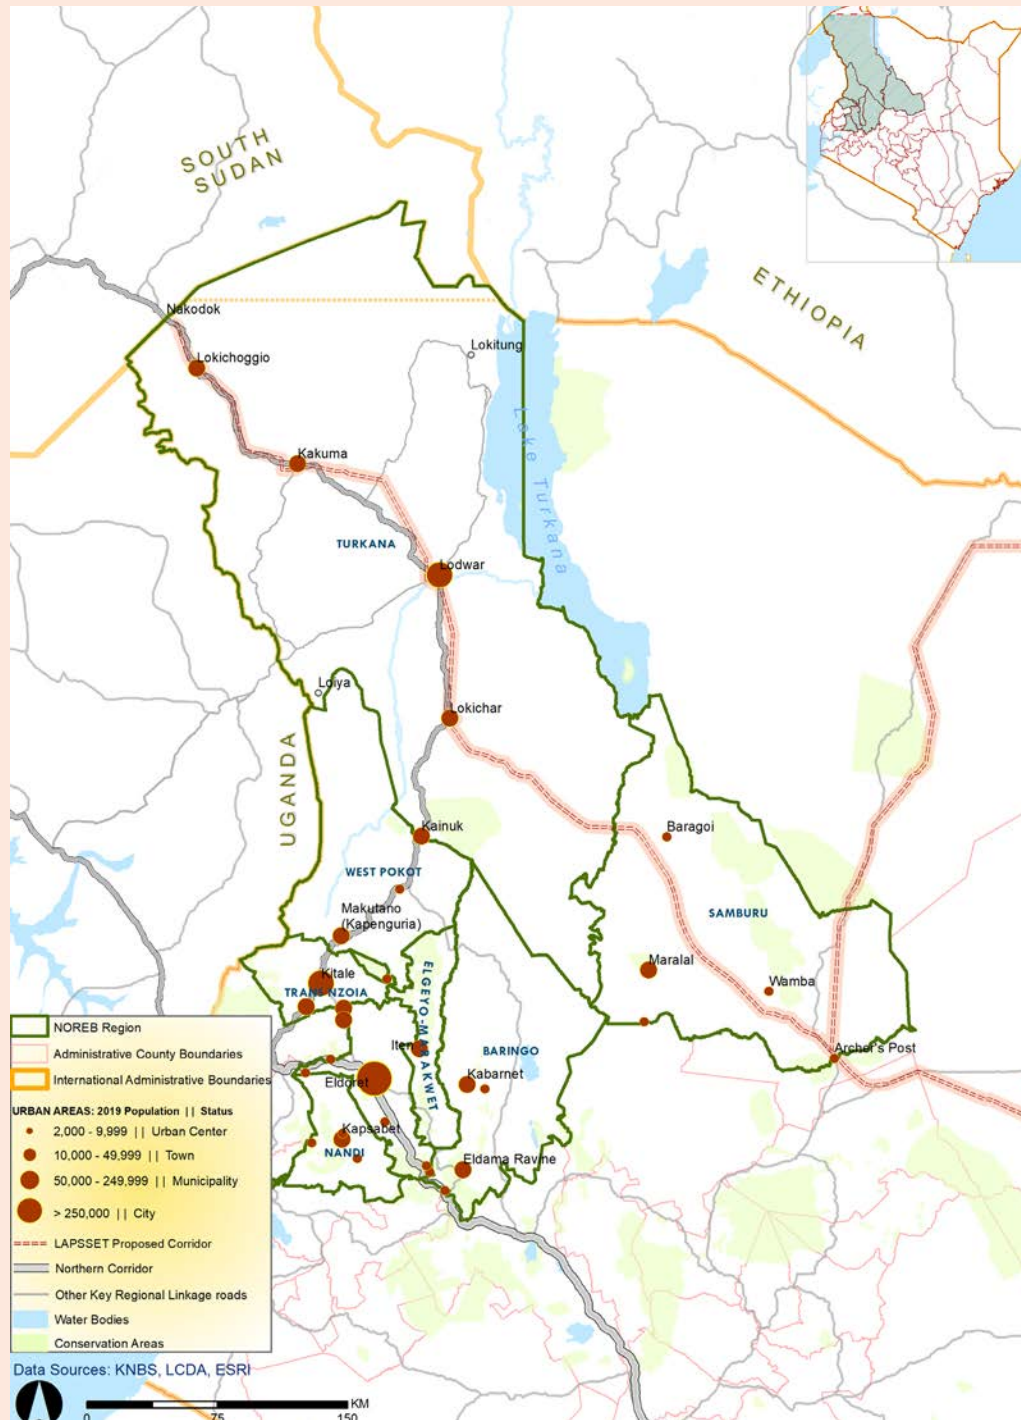 SOUTH
SUDAN
ETHIOPIA
Nakodok
Lokitung
Lokichoggio
Lake Turkana
Kakuma
TURKANA
Lodwar
Loiya
Lokichar
UGANDA
Kainuk
Baragoi
WEST POKOT
Makutano
(Kapenguria)
SAMBURU
Maralal
Kitale
Wamba
TRANS NZOIA
ELGEYO-MARAKWET
Iten
BARINGO
Archer's Post
Eldoret
Kabarnet
Kapsabet
NANDI
Eldama Ravine
NOREB Region
Administrative County Boundaries
International Administrative Boundaries
URBAN AREAS: 2019 Population || Status
2,000 - 9,999 || Urban Center
10,000 - 49,999 || Town
50,000 - 249,999 || Municipality
> 250,000 || City
LAPSSET Proposed Corridor
Northern Corridor
Other Key Regional Linkage roads
Water Bodies
Conservation Areas
Data Sources: KNBS, LCDA, ESRI
KM
0 75 150